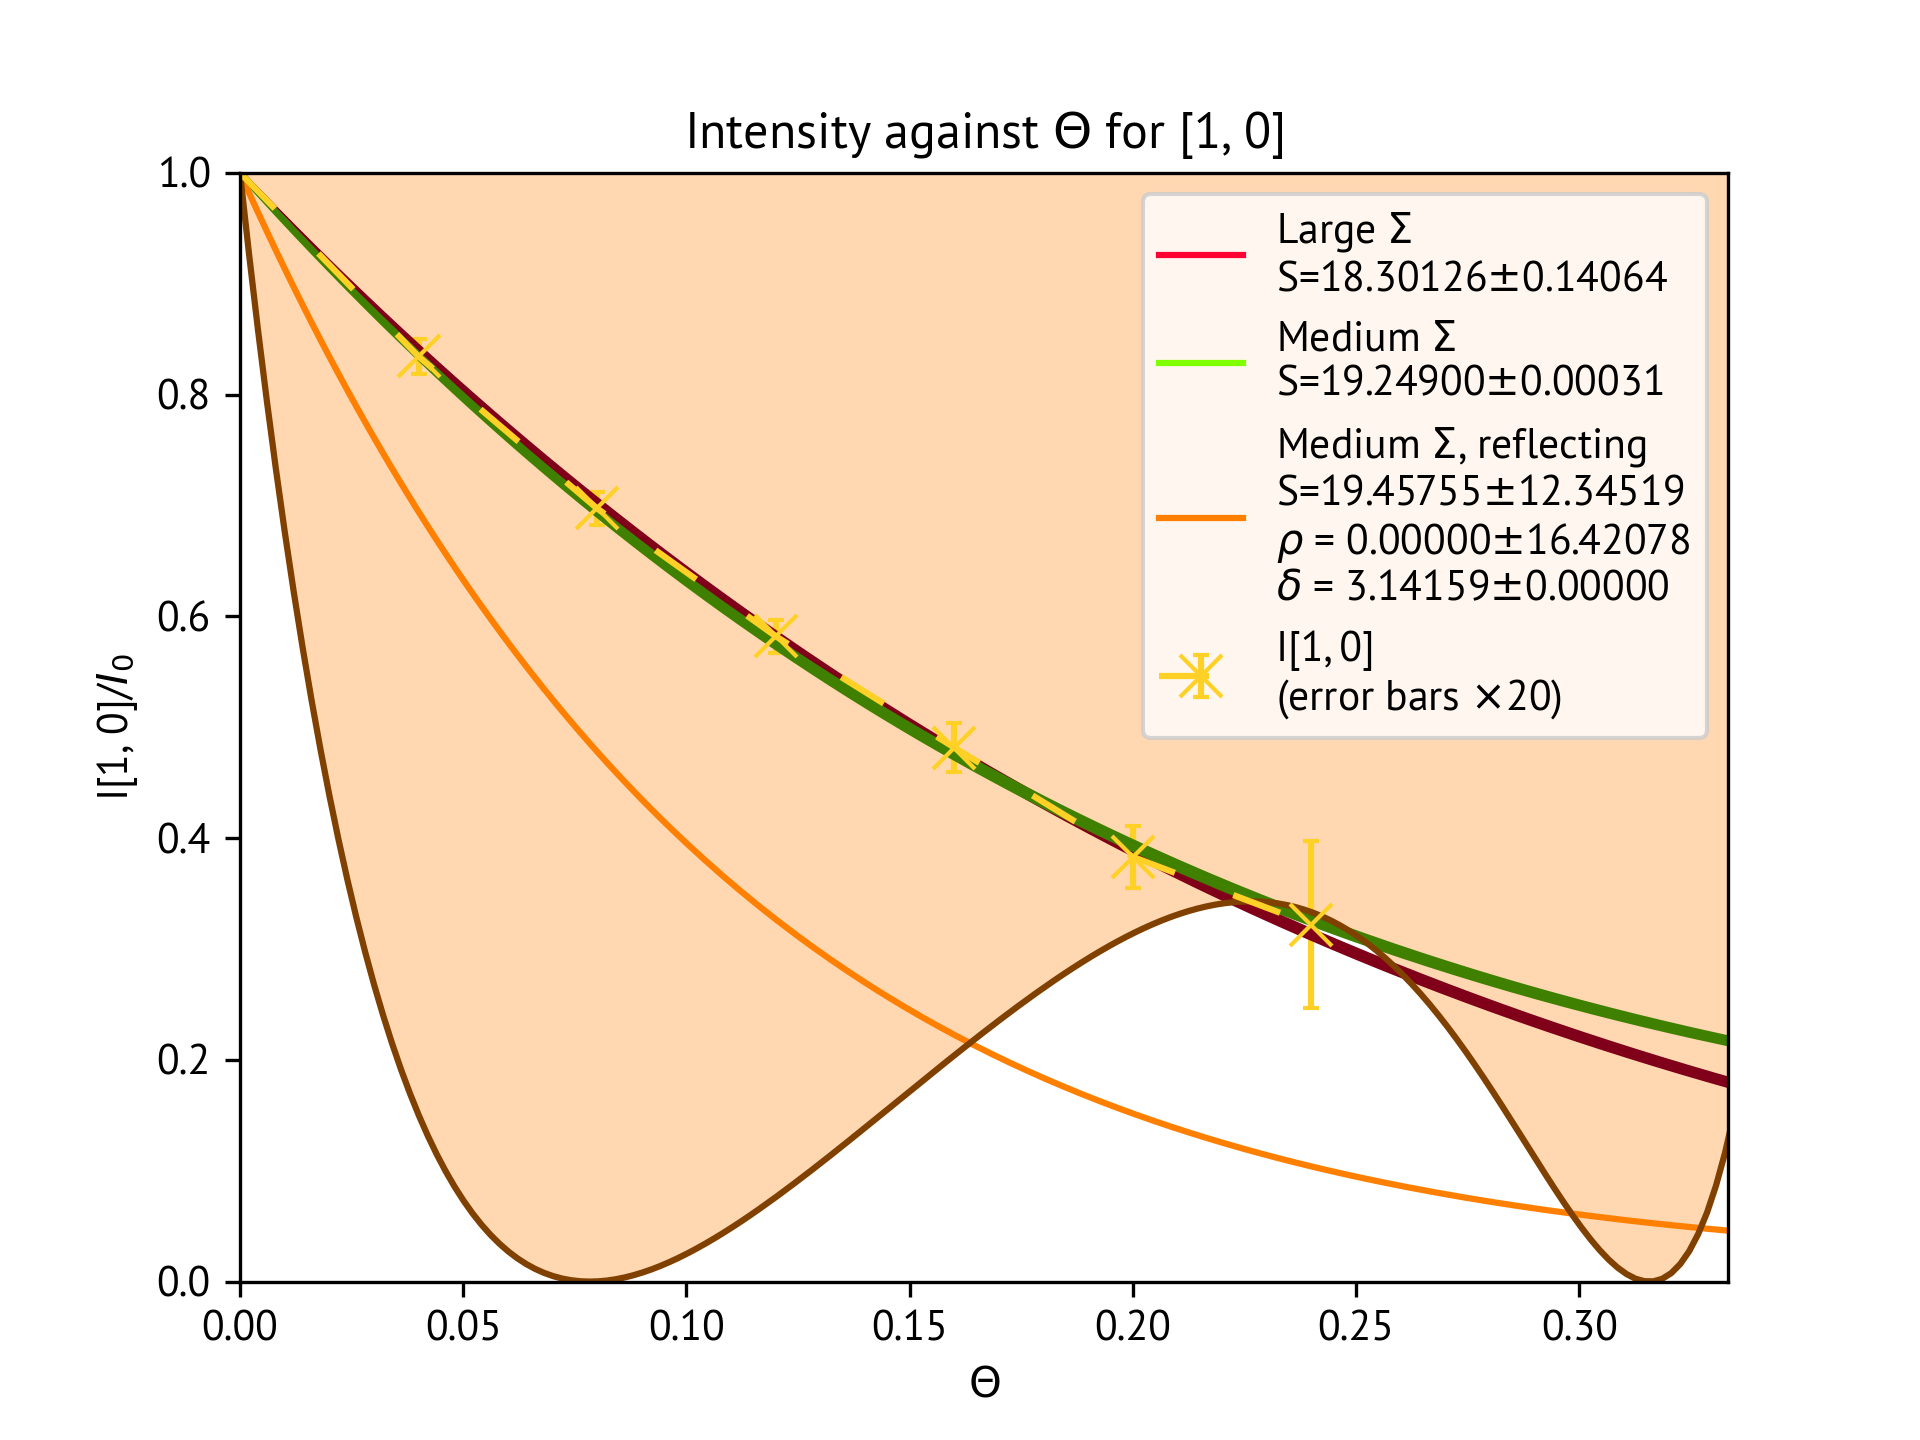 Intensity against Θ for [1, 0]
1.0
0.8
0.6
0.4
0.2
0.0
I[1, 0]/I₀
0.00 0.05 0.10 0.15 0.20 0.25 0.30
Θ
Large Σ
S=18.30126±0.14064
Medium Σ
S=19.24900±0.00031
Medium Σ, reflecting
S=19.45755±12.34519
ρ = 0.00000±16.42078
δ = 3.14159±0.00000
I[1, 0]
(error bars ×20)